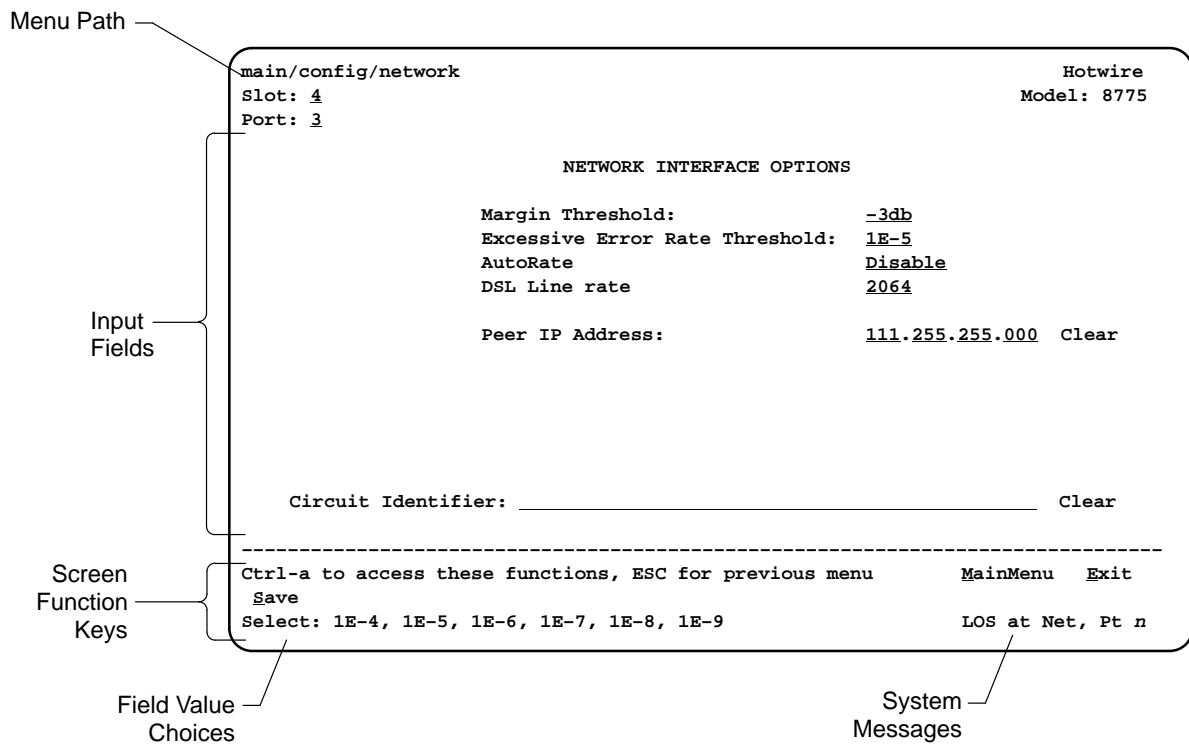 Menu Path
main/config/network Hotwire
Slot: 4 Model: 8775
Port: 3
NETWORK INTERFACE OPTIONS
Margin Threshold: –3db
Excessive Error Rate Threshold: 1E–5
AutoRate Disable
DSL Line rate 2064
Input
Fields
Peer IP Address: 111.255.255.000 Clear
Circuit Identifier: Clear
Screen
Function
Keys
Ctrl-a to access these functions, ESC for previous menu MainMenu Exit
Save
Select: 1E–4, 1E–5, 1E–6, 1E–7, 1E–8, 1E–9 LOS at Net, Pt n
Field Value
Choices
System
Messages